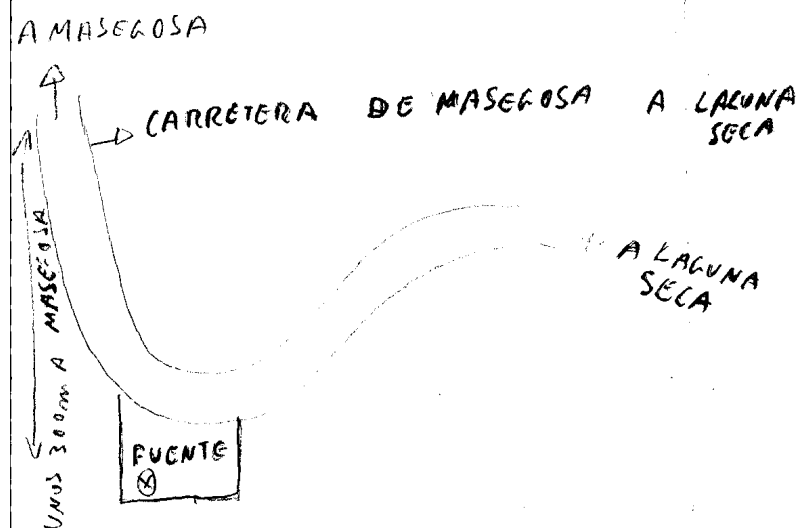 A MASEGOSA
CARRETERA DE MASEGOSA A LAGUNA
SECA
A LAGUNA
SECA
UNOS 300m A MASEGOSA
FUENTE